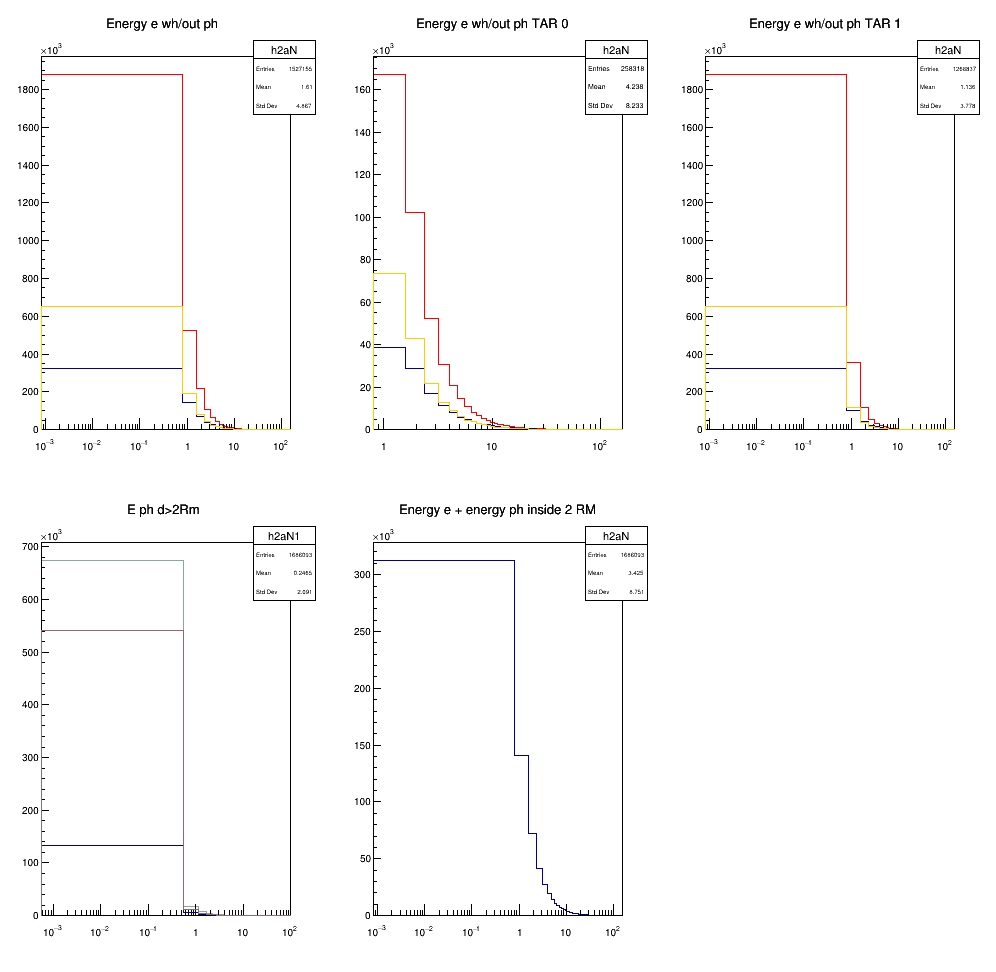 Energy e wh/out ph
×10³
h2aN
Entries 1527155
Mean 1.61
Std Dev 4.867
1800
1600
1400
1200
1000
800
600
400
200
0
10⁻³ 10⁻² 10⁻¹ 1 10 10²
Energy e wh/out ph TAR 0
×10³
h2aN
Entries 258318
Mean 4.238
Std Dev 8.233
160
140
120
100
80
60
40
20
0
1 10 10²
Energy e wh/out ph TAR 1
×10³
h2aN
Entries 1268837
Mean 1.136
Std Dev 3.778
1800
1600
1400
1200
1000
800
600
400
200
0
10⁻³ 10⁻² 10⁻¹ 1 10 10²
E ph d>2Rm
×10³
h2aN1
Entries 1686093
Mean 0.2465
Std Dev 2.091
700
600
500
400
300
200
100
0
10⁻³ 10⁻² 10⁻¹ 1 10 10²
Energy e + energy ph inside 2 RM
×10³
h2aN
Entries 1686093
Mean 3.425
Std Dev 8.751
300
250
200
150
100
50
0
10⁻³ 10⁻² 10⁻¹ 1 10 10²